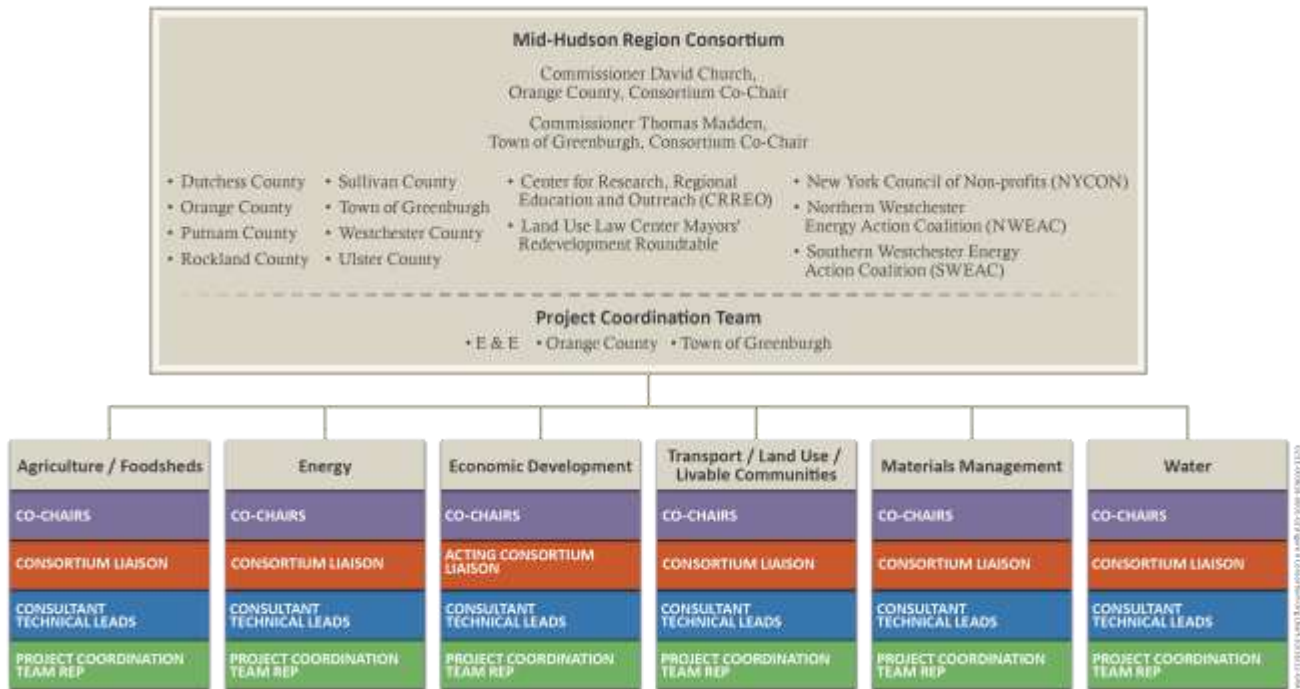 Mid-Hudson Region Consortium
Commissioner David Church,
Orange County, Consortium Co-Chair
Commissioner Thomas Madden,
Town of Greenburgh, Consortium Co-Chair
• Dutchess County
• Orange County
• Putnam County
• Rockland County
• Sullivan County
• Town of Greenburgh
• Westchester County
• Ulster County
• Center for Research, Regional
Education and Outreach (CRREO)
• Land Use Law Center Mayors'
Redevelopment Roundtable
• New York Council of Non-profits (NYCON)
• Northern Westchester
Energy Action Coalition (NWEAC)
• Southern Westchester Energy
Action Coalition (SWEAC)
Project Coordination Team
• E & E • Orange County • Town of Greenburgh
Agriculture / Foodsheds
CO-CHAIRS
CONSORTIUM LIAISON
CONSULTANT
TECHNICAL LEADS
PROJECT COORDINATION
TEAM REP
Energy
CO-CHAIRS
CONSORTIUM LIAISON
CONSULTANT
TECHNICAL LEADS
PROJECT COORDINATION
TEAM REP
Economic Development
CO-CHAIRS
ACTING CONSORTIUM
LIAISON
CONSULTANT
TECHNICAL LEADS
PROJECT COORDINATION
TEAM REP
Transport / Land Use /
Livable Communities
CO-CHAIRS
CONSORTIUM LIAISON
CONSULTANT
TECHNICAL LEADS
PROJECT COORDINATION
TEAM REP
Materials Management
CO-CHAIRS
CONSORTIUM LIAISON
CONSULTANT
TECHNICAL LEADS
PROJECT COORDINATION
TEAM REP
Water
CO-CHAIRS
CONSORTIUM LIAISON
CONSULTANT
TECHNICAL LEADS
PROJECT COORDINATION
TEAM REP